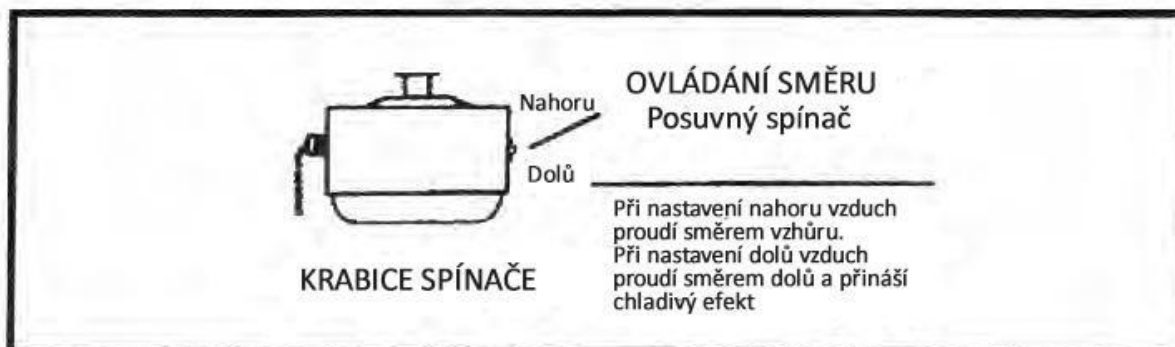 OVLÁDÁNÍ SMĚRU
Posuvný spínač
Nahoru
Dolů
Při nastavení nahoru vzduch
proudí směrem vzhůru.
Při nastavení dolů vzduch
proudí směrem dolů a přináší
chladivý efekt
KRABICE SPÍNAČE